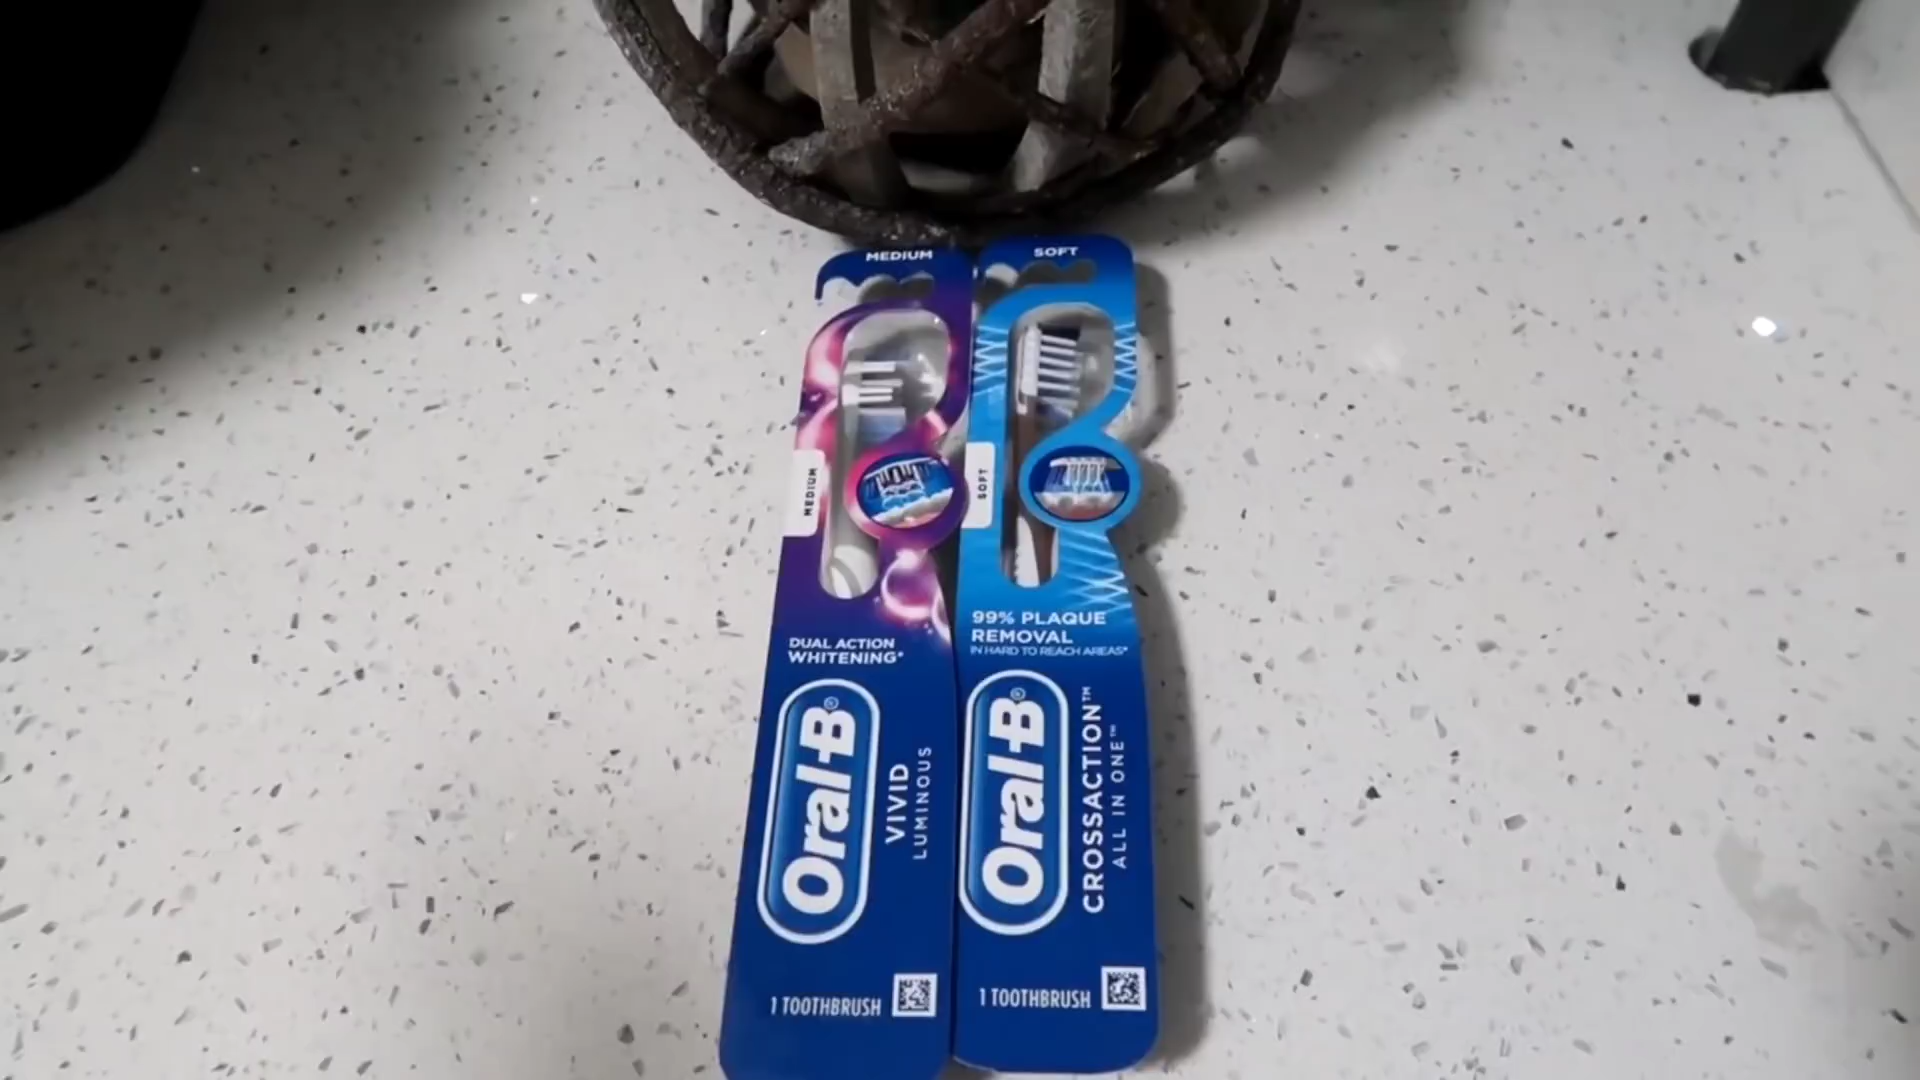 MEDIUM
MEDIUM
DUAL ACTION
WHITENING*
Oral-B®
VIVID
LUMINOUS
1 TOOTHBRUSH
SOFT
SOFT
99% PLAQUE
REMOVAL
IN HARD TO REACH AREAS*
Oral-B®
CROSSACTION™
ALL IN ONE™
1 TOOTHBRUSH